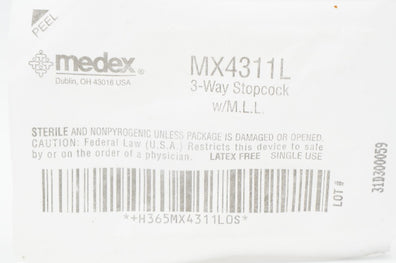 PEEL
medex®
Dublin, OH 43016 USA
MX4311L
3-Way Stopcock
w/M.L.L.
STERILE AND NONPYROGENIC UNLESS PACKAGE IS DAMAGED OR OPENED.
CAUTION: Federal Law (U.S.A.) Restricts this device to sale
by or on the order of a physician. LATEX FREE SINGLE USE
*+H365MX4311L0S*
LOT #
31D300059